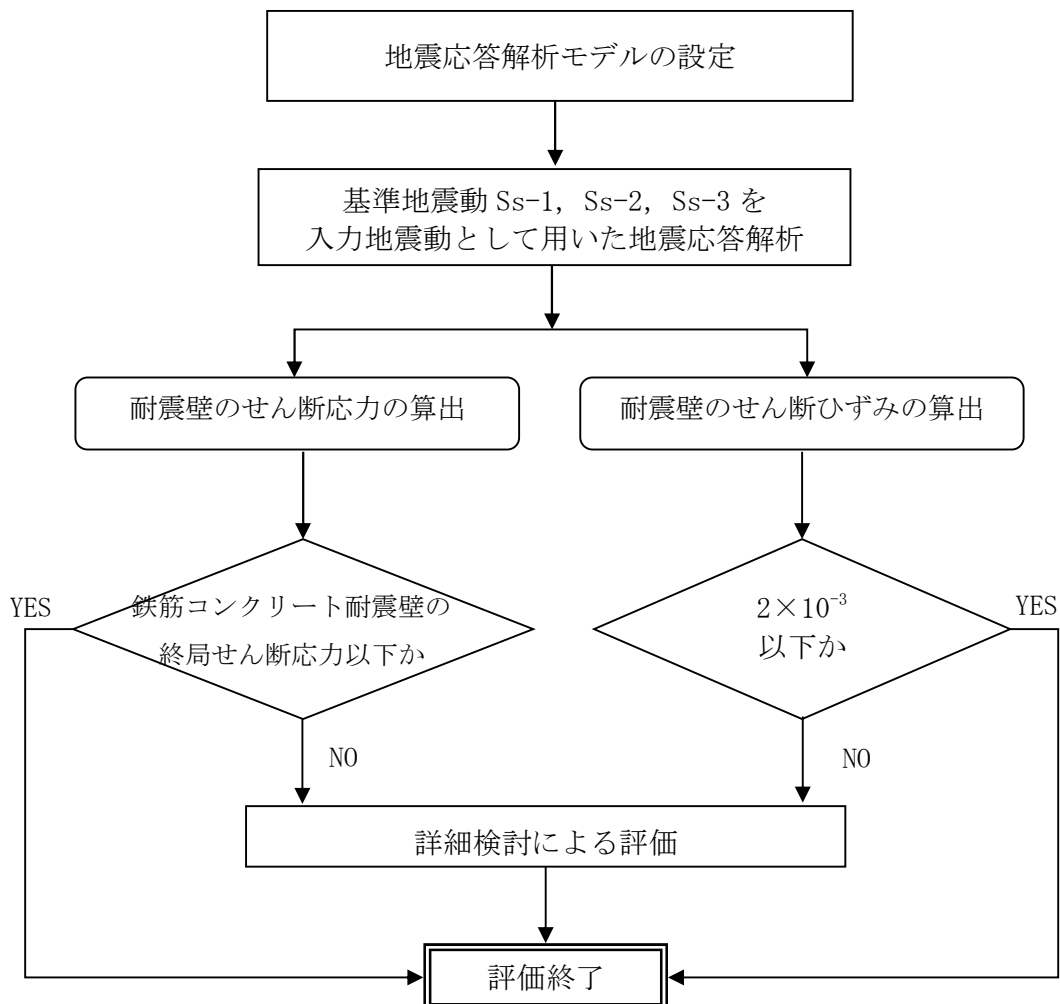 地震応答解析モデルの設定
基準地震動 Ss-1, Ss-2, Ss-3 を
入力地震動として用いた地震応答解析
耐震壁のせん断応力の算出
耐震壁のせん断ひずみの算出
YES
鉄筋コンクリート耐震壁の
終局せん断応力以下か
2×10⁻³
以下か
YES
NO
NO
詳細検討による評価
評価終了